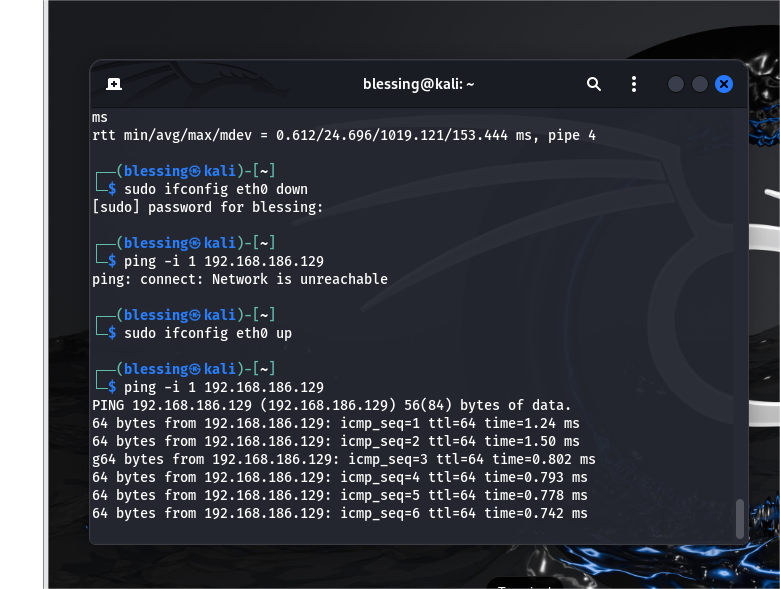 blessing@kali: ~
ms
rtt min/avg/max/mdev = 0.612/24.696/1019.121/153.444 ms, pipe 4
┌──(blessing㉿kali)-[~]
└─$ sudo ifconfig eth0 down
[sudo] password for blessing:
┌──(blessing㉿kali)-[~]
└─$ ping -i 1 192.168.186.129
ping: connect: Network is unreachable
┌──(blessing㉿kali)-[~]
└─$ sudo ifconfig eth0 up
┌──(blessing㉿kali)-[~]
└─$ ping -i 1 192.168.186.129
PING 192.168.186.129 (192.168.186.129) 56(84) bytes of data.
64 bytes from 192.168.186.129: icmp_seq=1 ttl=64 time=1.24 ms
64 bytes from 192.168.186.129: icmp_seq=2 ttl=64 time=1.50 ms
g64 bytes from 192.168.186.129: icmp_seq=3 ttl=64 time=0.802 ms
64 bytes from 192.168.186.129: icmp_seq=4 ttl=64 time=0.793 ms
64 bytes from 192.168.186.129: icmp_seq=5 ttl=64 time=0.778 ms
64 bytes from 192.168.186.129: icmp_seq=6 ttl=64 time=0.742 ms